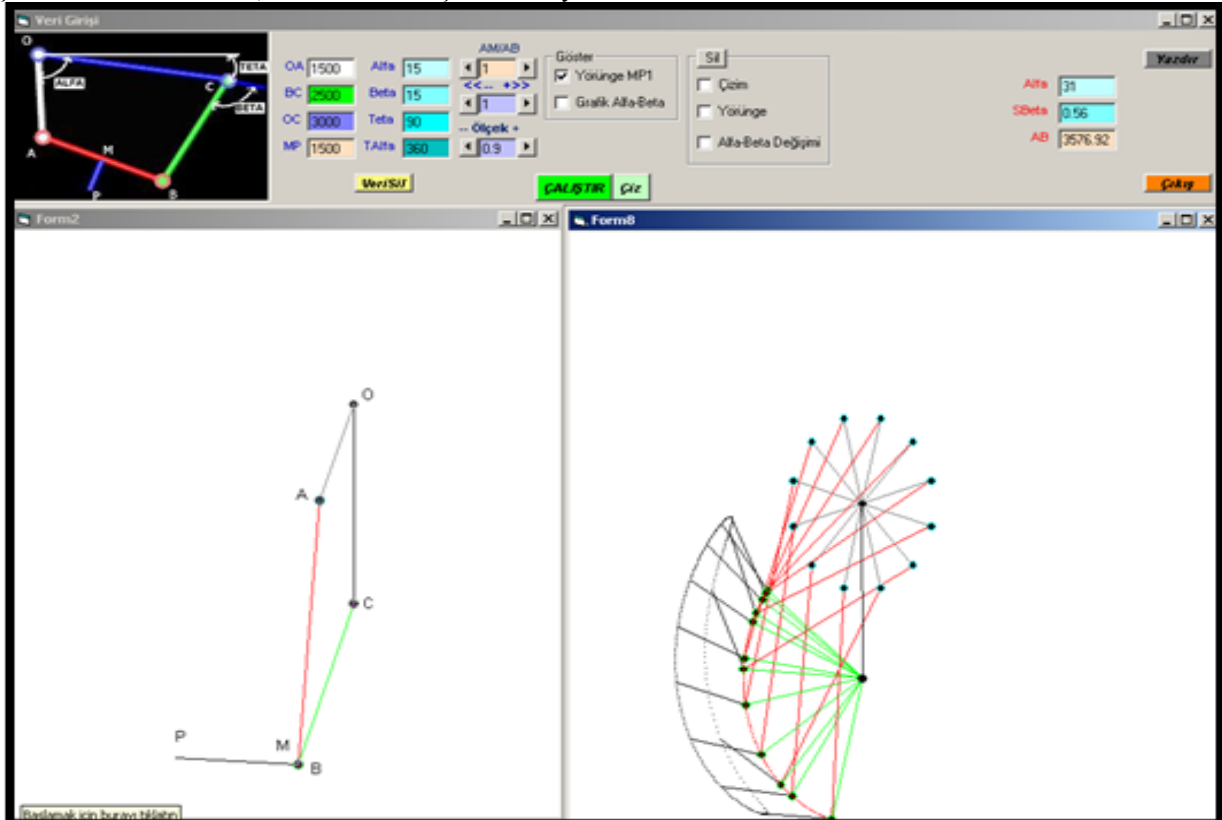 Veri Girişi
O
TETA
ALFA
C
BETA
A
M
P
B
OA 1500 Alfa 15
BC 2500 Beta 15
OC 3000 Teta 90
MP 1500 TAlfa 360
AM/AB
1
<<-- +>>
1
-- Ölçek +
0.9
Göster
Yörünge MP1
Grafik Alfa-Beta
Sil
Çizim
Yörünge
Alfa-Beta Değişimi
Yazdır
Alfa 31
SBeta 0.56
AB 3576.92
Veri Sil
ÇALIŞTIR Çiz
Çıkış
Form2
O
A
C
P
M
B
Başlamak için burayı tıklatın
Form8